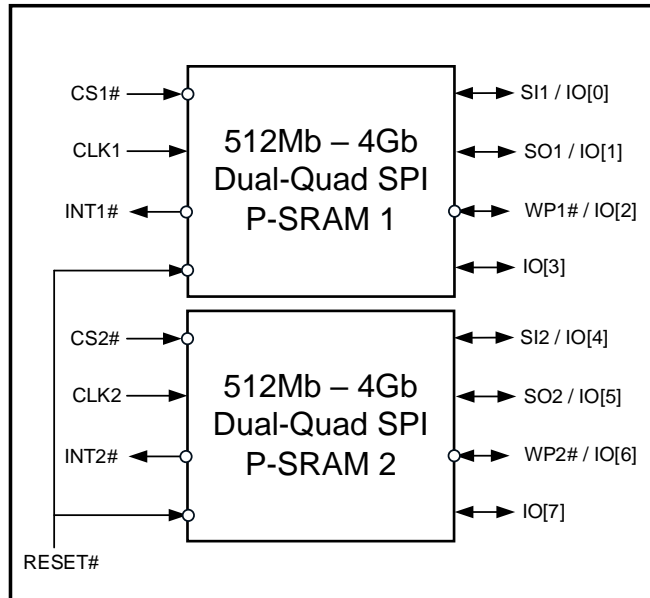 CS1#
CLK1
INT1#
512Mb – 4Gb
Dual-Quad SPI
P-SRAM 1
SI1 / IO[0]
SO1 / IO[1]
WP1# / IO[2]
IO[3]
CS2#
CLK2
INT2#
512Mb – 4Gb
Dual-Quad SPI
P-SRAM 2
SI2 / IO[4]
SO2 / IO[5]
WP2# / IO[6]
IO[7]
RESET#